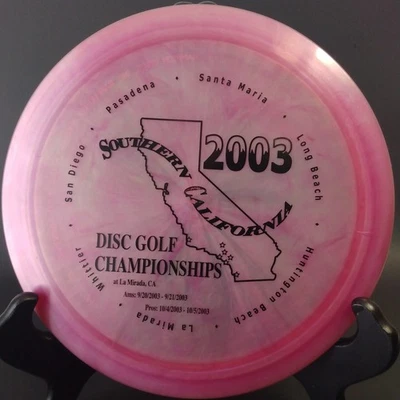 Pasadena • Santa Maria • Long Beach • Huntington Beach • La Mirada • Whittier • San Diego •
2003
SOUTHERN CALIFORNIA
DISC GOLF
CHAMPIONSHIPS
at La Mirada, CA
Ams: 9/20/2003 - 9/21/2003
Pros: 10/4/2003 - 10/5/2003